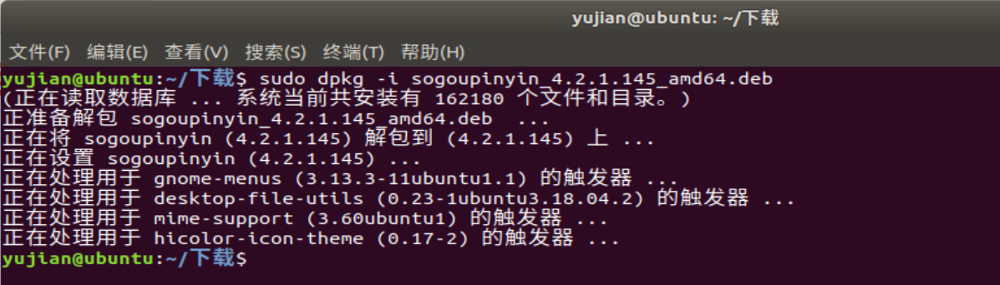 yujian@ubuntu: ~/下载
文件(F) 编辑(E) 查看(V) 搜索(S) 终端(T) 帮助(H)
yujian@ubuntu:~/下载$ sudo dpkg -i sogoupinyin_4.2.1.145_amd64.deb
(正在读取数据库 ... 系统当前共安装有 162180 个文件和目录。)
正准备解包 sogoupinyin_4.2.1.145_amd64.deb  ...
正在将 sogoupinyin (4.2.1.145) 解包到 (4.2.1.145) 上 ...
正在设置 sogoupinyin (4.2.1.145) ...
正在处理用于 gnome-menus (3.13.3-11ubuntu1.1) 的触发器 ...
正在处理用于 desktop-file-utils (0.23-1ubuntu3.18.04.2) 的触发器 ...
正在处理用于 mime-support (3.60ubuntu1) 的触发器 ...
正在处理用于 hicolor-icon-theme (0.17-2) 的触发器 ...
yujian@ubuntu:~/下载$